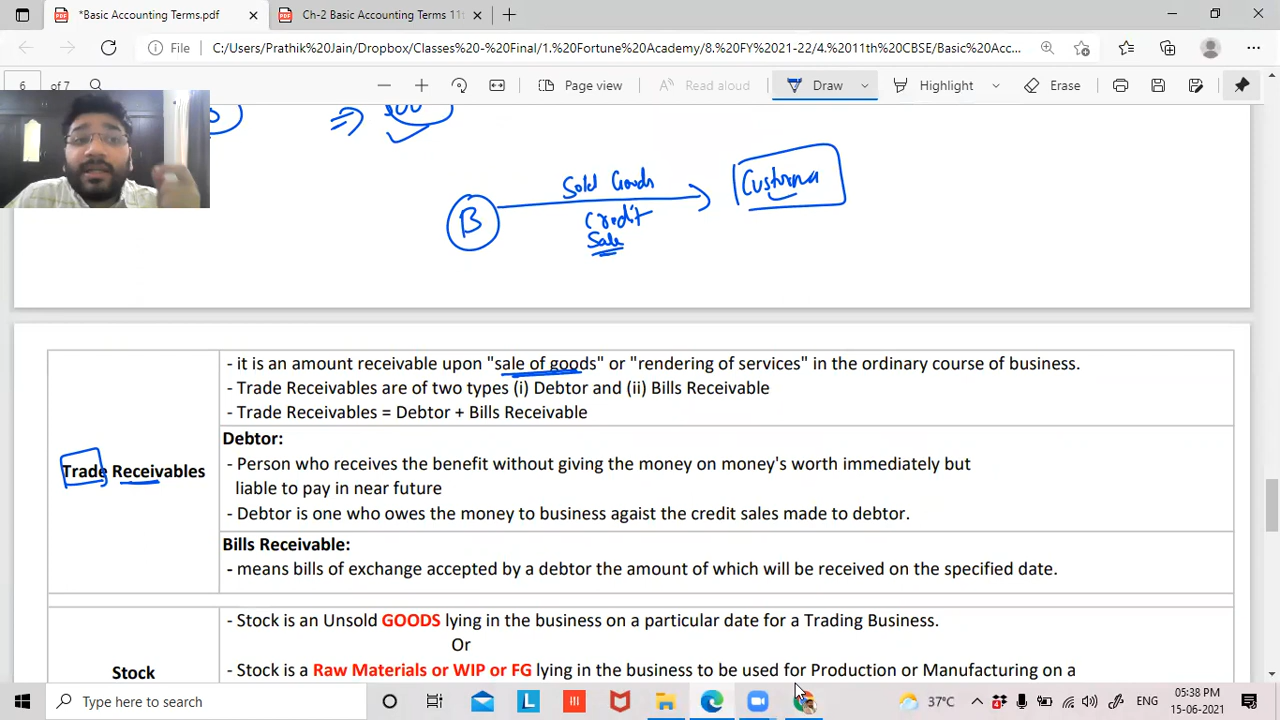 *Basic Accounting Terms.pdf
Ch-2 Basic Accounting Terms 11t
File
C:/Users/Prathik%20Jain/Dropbox/Classes%20-%20Final/1.%20Fortune%20Academy/8.%20FY%202021-22/4.%2011th%20CBSE/Basic%20Acc...
6 of 7
Page view
Read aloud
Draw
Highlight
Erase
Sold Goods
Credit
Sale
B
Customer
Trade Receivables
- it is an amount receivable upon "sale of goods" or "rendering of services" in the ordinary course of business.
- Trade Receivables are of two types (i) Debtor and (ii) Bills Receivable
- Trade Receivables = Debtor + Bills Receivable
Debtor:
- Person who receives the benefit without giving the money on money's worth immediately but
liable to pay in near future
- Debtor is one who owes the money to business agaist the credit sales made to debtor.
Bills Receivable:
- means bills of exchange accepted by a debtor the amount of which will be received on the specified date.
Stock
- Stock is an Unsold GOODS lying in the business on a particular date for a Trading Business.
Or
- Stock is a Raw Materials or WIP or FG lying in the business to be used for Production or Manufacturing on a
Type here to search
L
37°C
ENG
05:38 PM
15-06-2021